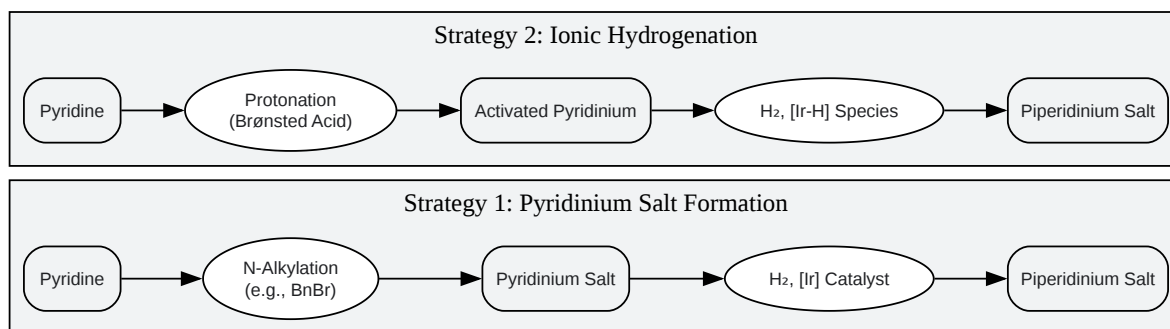 Strategy 2: Ionic Hydrogenation
Pyridine
Protonation
(Brønsted Acid)
Activated Pyridinium
H₂, [Ir-H] Species
Piperidinium Salt
Strategy 1: Pyridinium Salt Formation
Pyridine
N-Alkylation
(e.g., BnBr)
Pyridinium Salt
H₂, [Ir] Catalyst
Piperidinium Salt